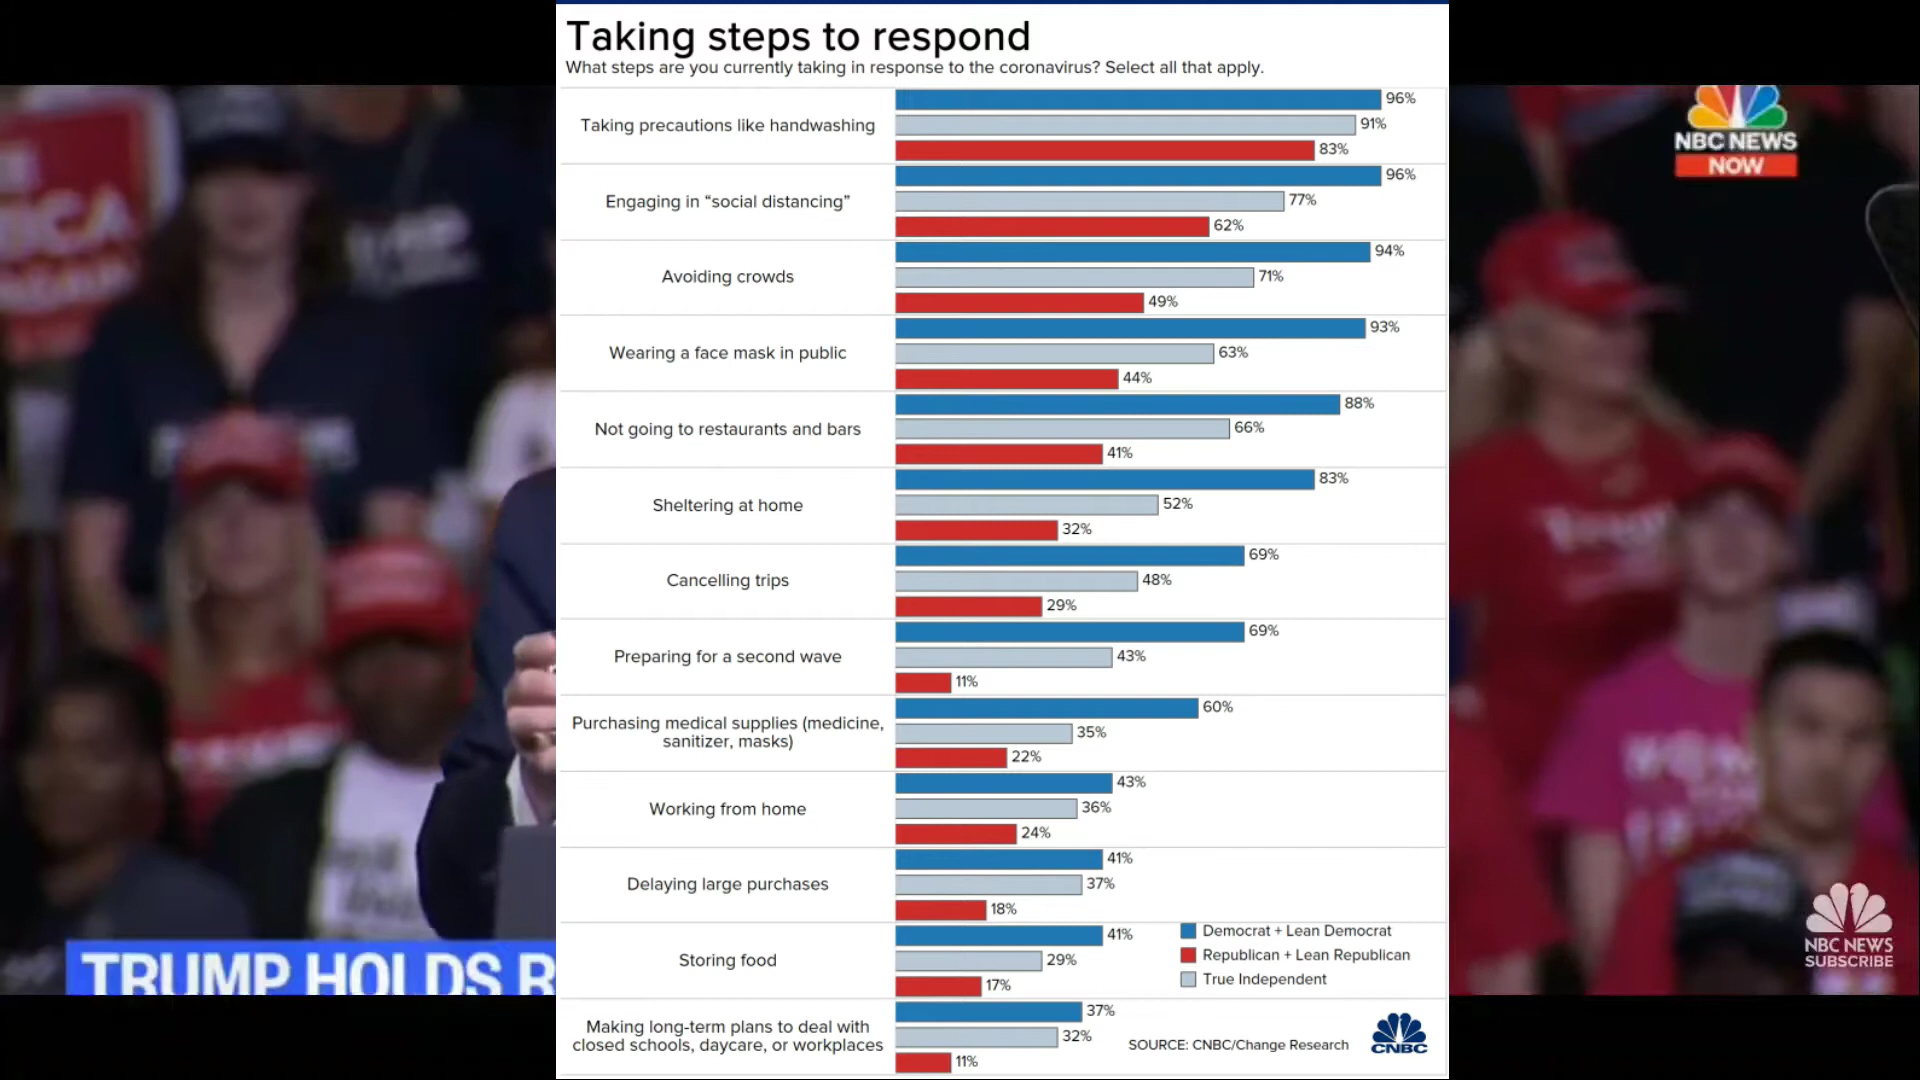 Taking steps to respond
What steps are you currently taking in response to the coronavirus? Select all that apply.
Taking precautions like handwashing
96%
91%
83%
Engaging in “social distancing”
96%
77%
62%
Avoiding crowds
94%
71%
49%
Wearing a face mask in public
93%
63%
44%
Not going to restaurants and bars
88%
66%
41%
Sheltering at home
83%
52%
32%
Cancelling trips
69%
48%
29%
Preparing for a second wave
69%
43%
11%
Purchasing medical supplies (medicine,
sanitizer, masks)
60%
35%
22%
Working from home
43%
36%
24%
Delaying large purchases
41%
37%
18%
Storing food
41%
29%
17%
Making long-term plans to deal with
closed schools, daycare, or workplaces
37%
32%
11%
Democrat + Lean Democrat
Republican + Lean Republican
True Independent
SOURCE: CNBC/Change Research
CNBC
NBC NEWS
NOW
NBC NEWS
SUBSCRIBE
TRUMP HOLDS R